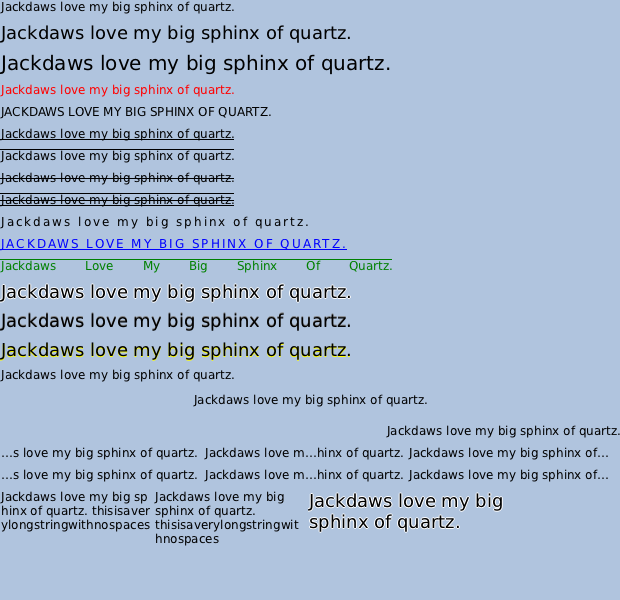 Jackdaws love my big sphinx of quartz.
Jackdaws love my big sphinx of quartz.
Jackdaws love my big sphinx of quartz.
Jackdaws love my big sphinx of quartz.
JACKDAWS LOVE MY BIG SPHINX OF QUARTZ.
Jackdaws love my big sphinx of quartz.
Jackdaws love my big sphinx of quartz.
Jackdaws love my big sphinx of quartz.
Jackdaws love my big sphinx of quartz.
Jackdaws love my big sphinx of quartz.
JACKDAWS LOVE MY BIG SPHINX OF QUARTZ.
Jackdaws Love My Big Sphinx Of Quartz.
Jackdaws love my big sphinx of quartz.
Jackdaws love my big sphinx of quartz.
Jackdaws love my big sphinx of quartz.
Jackdaws love my big sphinx of quartz.
Jackdaws love my big sphinx of quartz.
Jackdaws love my big sphinx of quartz.
…s love my big sphinx of quartz. Jackdaws love m…hinx of quartz. Jackdaws love my big sphinx of…
…s love my big sphinx of quartz. Jackdaws love m…hinx of quartz. Jackdaws love my big sphinx of…
Jackdaws love my big sp
hinx of quartz. thisisaver
ylongstringwithnospaces
Jackdaws love my big
sphinx of quartz.
thisisaverylongstringwit
hnospaces
Jackdaws love my big
sphinx of quartz.